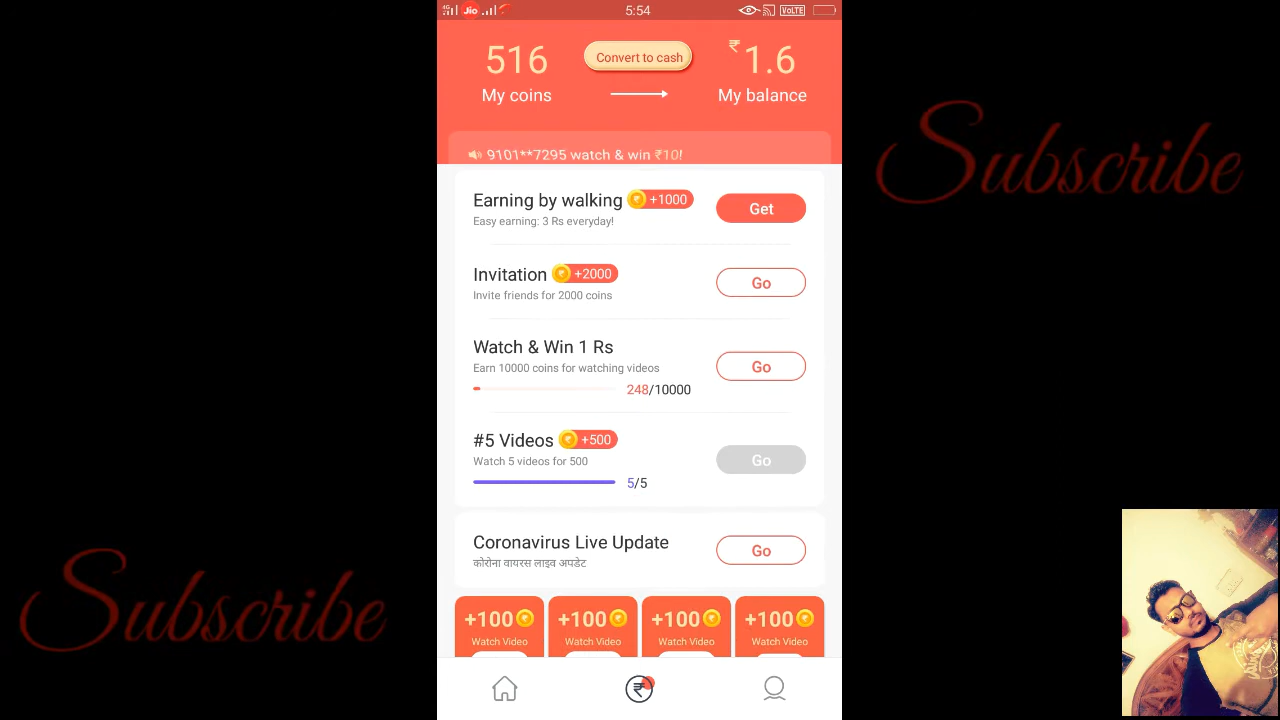 4G Jio 5:54 VoLTE
516 Convert to cash ₹1.6
My coins My balance
9101**7295 watch & win ₹10!
Earning by walking +1000 Get
Easy earning: 3 Rs everyday!
Invitation +2000 Go
Invite friends for 2000 coins
Watch & Win 1 Rs Go
Earn 10000 coins for watching videos
248/10000
#5 Videos +500 Go
Watch 5 videos for 500
5/5
Coronavirus Live Update Go
कोरोना वायरस लाइव अपडेट
+100 +100 +100 +100
Watch Video Watch Video Watch Video Watch Video
₹
Subscribe
Subscribe